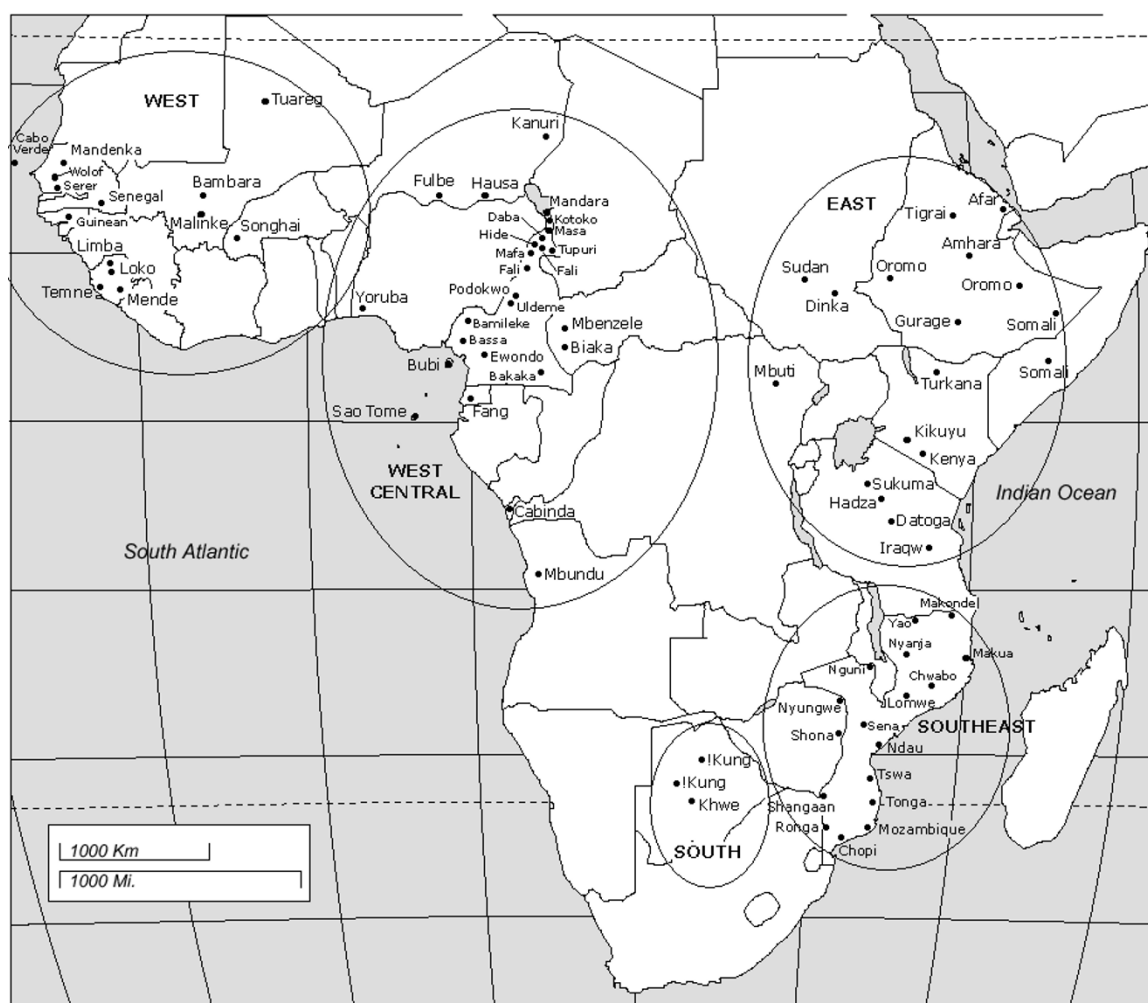 WEST
Tuareg
Cabo
Verde
Mandenka
Wolof
Serer
Senegal
Bambara
Guinean
Malinke
Songhai
Limba
Loko
Temne
Mende
Kanuri
Fulbe
Hausa
Mandara
Daba
Kotoko
Hide
Masa
Mafa
Tupuri
Fali
Fali
Podokwo
Uldeme
Yoruba
Bamileke
Mbenzele
Bassa
Biaka
Ewondo
Bubi
Bakaka
Fang
Sao Tome
WEST
CENTRAL
Cabinda
Mbundu
EAST
Afar
Tigrai
Amhara
Sudan
Oromo
Oromo
Dinka
Gurage
Somali
Somali
Mbuti
Turkana
Kikuyu
Kenya
Sukuma
Hadza
Datoga
Iraqw
Indian Ocean
South Atlantic
Makondel
Yao
Nyanja
Makua
Nguni
Chwabo
Lomwe
Nyungwe
Sena
SOUTHEAST
Shona
Ndau
Tswa
Shangaan
Tonga
Ronga
Mozambique
Chopi
!Kung
!Kung
Khwe
SOUTH
1000 Km
1000 Mi.